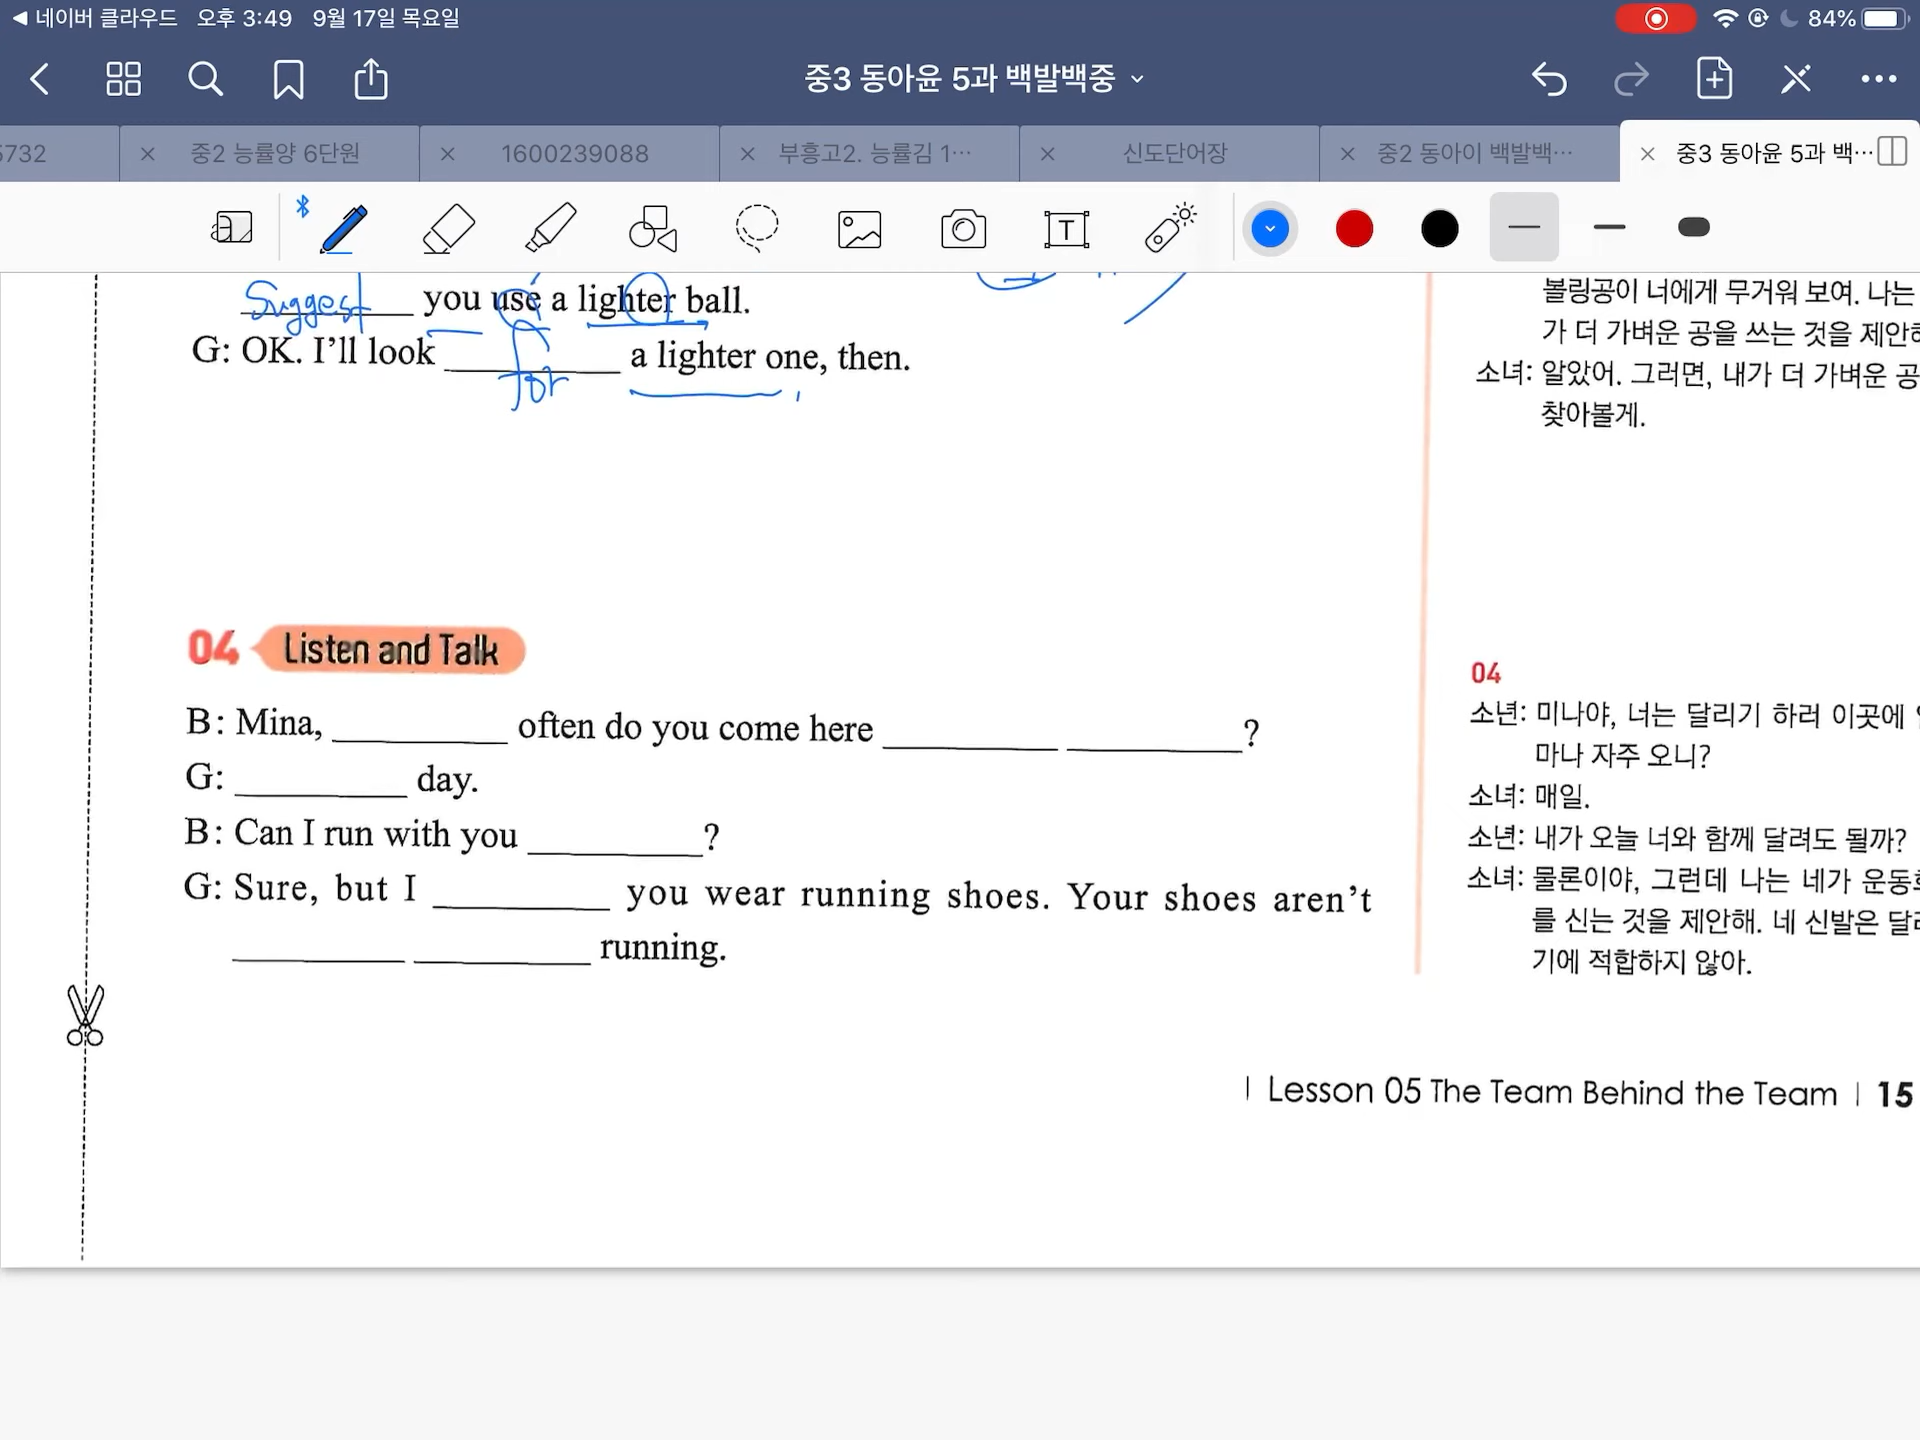 ◀ 네이버 클라우드 오후 3:49 9월 17일 목요일 84%
중3 동아윤 5과 백발백중
5732 중2 능률양 6단원 1600239088 부흥고2. 능률김 1… 신도단어장 중2 동아이 백발백… 중3 동아윤 5과 백…
Suggest you use a lighter ball.
G: OK. I'll look for a lighter one, then.
볼링공이 너에게 무거워 보여. 나는
가 더 가벼운 공을 쓰는 것을 제안
소녀: 알았어. 그러면, 내가 더 가벼운 공
찾아볼게.
04 Listen and Talk
B: Mina, ________ often do you come here ________ ________?
G: ________ day.
B: Can I run with you ________?
G: Sure, but I ________ you wear running shoes. Your shoes aren't
________ ________ running.
04
소년: 미나야, 너는 달리기 하러 이곳에
마나 자주 오니?
소녀: 매일.
소년: 내가 오늘 너와 함께 달려도 될까?
소녀: 물론이야, 그런데 나는 네가 운동
를 신는 것을 제안해. 네 신발은 달
기에 적합하지 않아.
Lesson 05 The Team Behind the Team 15